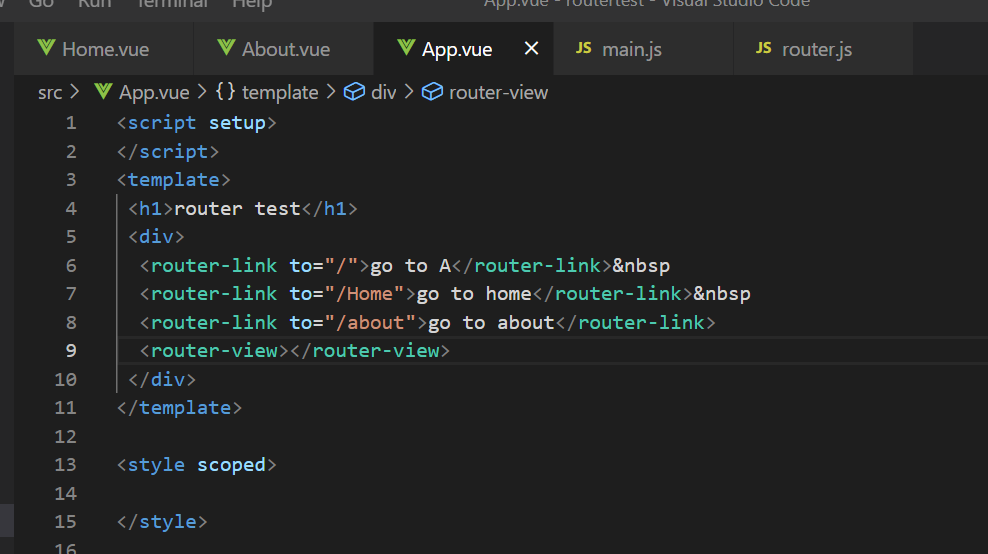 Go Run Terminal Help App.vue - routertest - Visual Studio Code
Home.vue About.vue App.vue × JS main.js JS router.js
src > App.vue > {} template > div > router-view
1 <script setup>
2 </script>
3 <template>
4 <h1>router test</h1>
5 <div>
6 <router-link to="/">go to A</router-link>&nbsp
7 <router-link to="/Home">go to home</router-link>&nbsp
8 <router-link to="/about">go to about</router-link>
9 <router-view></router-view>
10 </div>
11 </template>
12
13 <style scoped>
14
15 </style>
16